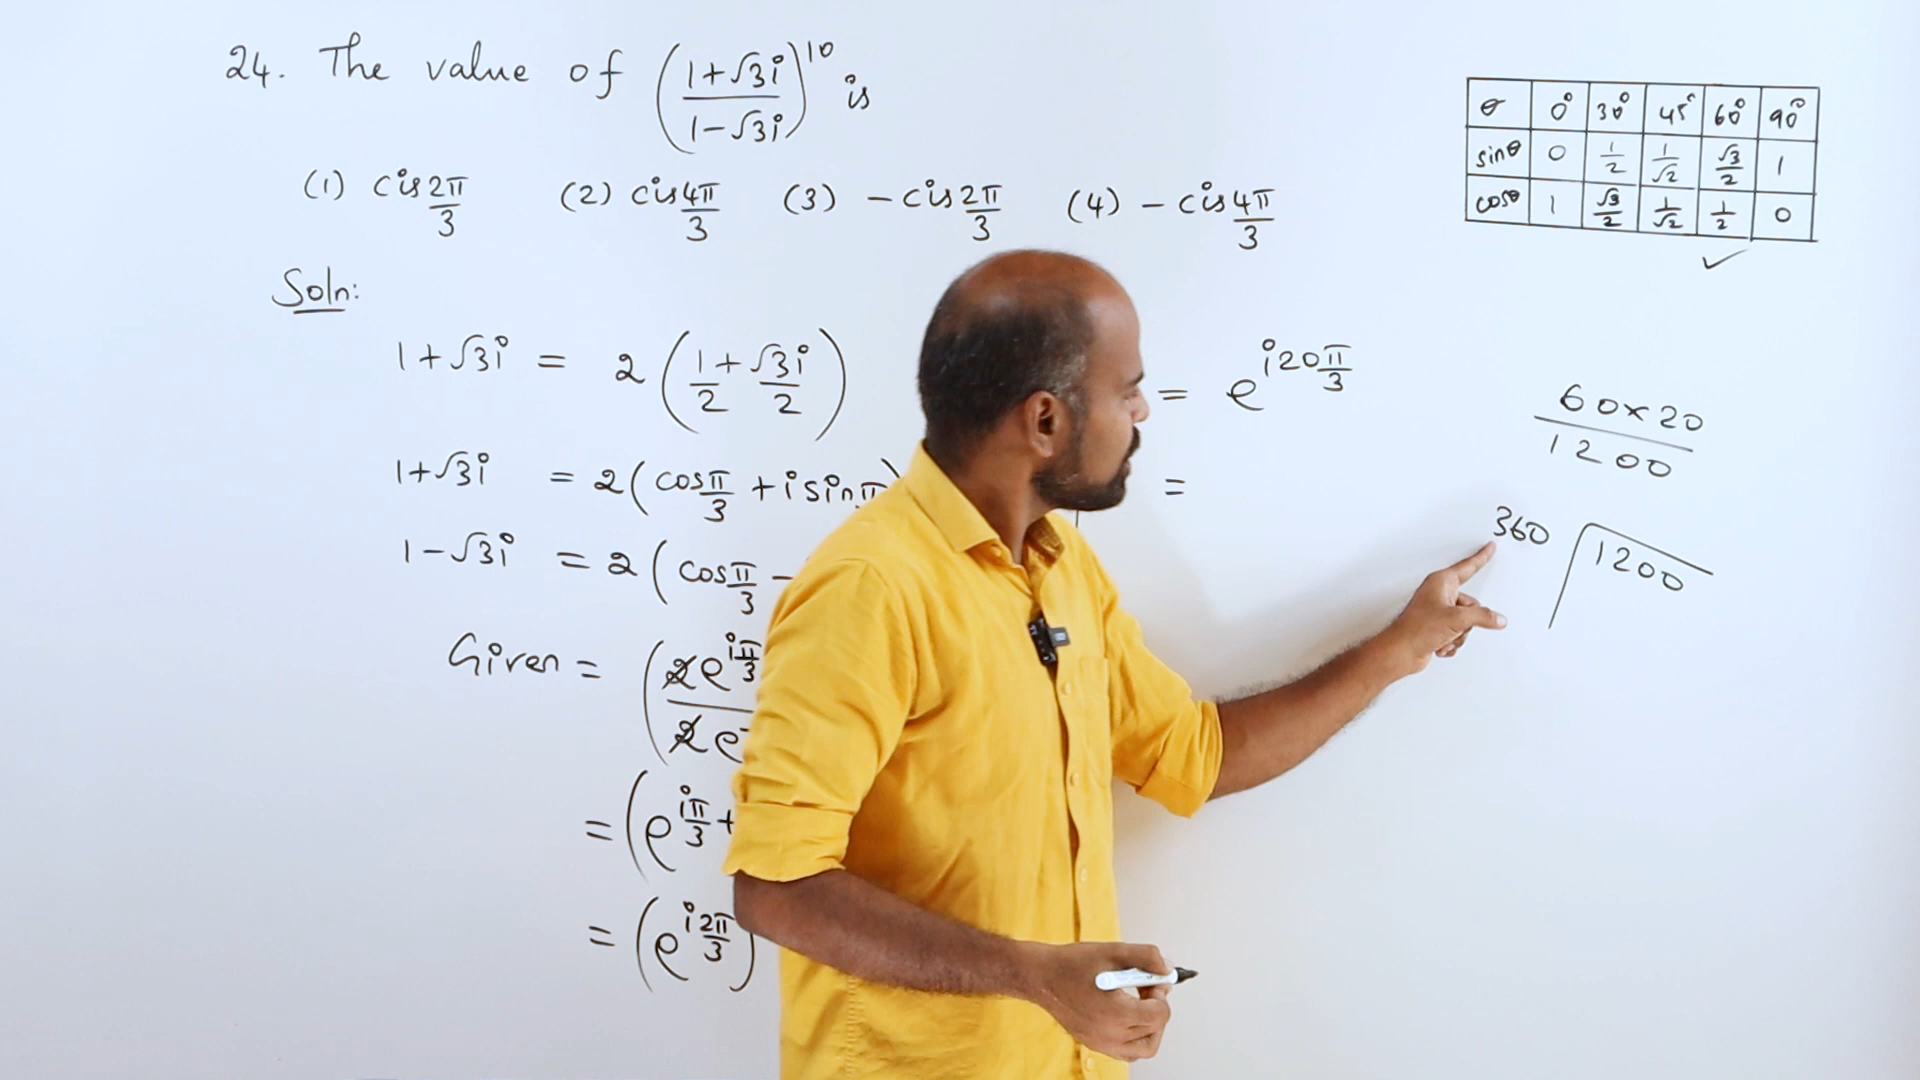 24. The value of (1+√3i / 1-√3i)^10 is
(1) cis 2π/3 (2) cis 4π/3 (3) - cis 2π/3 (4) - cis 4π/3
Soln:
1+√3i = 2 (1/2 + √3i/2)
1+√3i = 2 (cos π/3 + i sin π
1-√3i = 2 (cos π/3 -
Given = (2e^iπ/3 / 2e^-
= (e^iπ/3 +
= (e^i2π/3)
= e^i20π/3
=
θ 0° 30° 45° 60° 90°
sinθ 0 1/2 1/√2 √3/2 1
cosθ 1 √3/2 1/√2 1/2 0
60×20
1200
360 1200